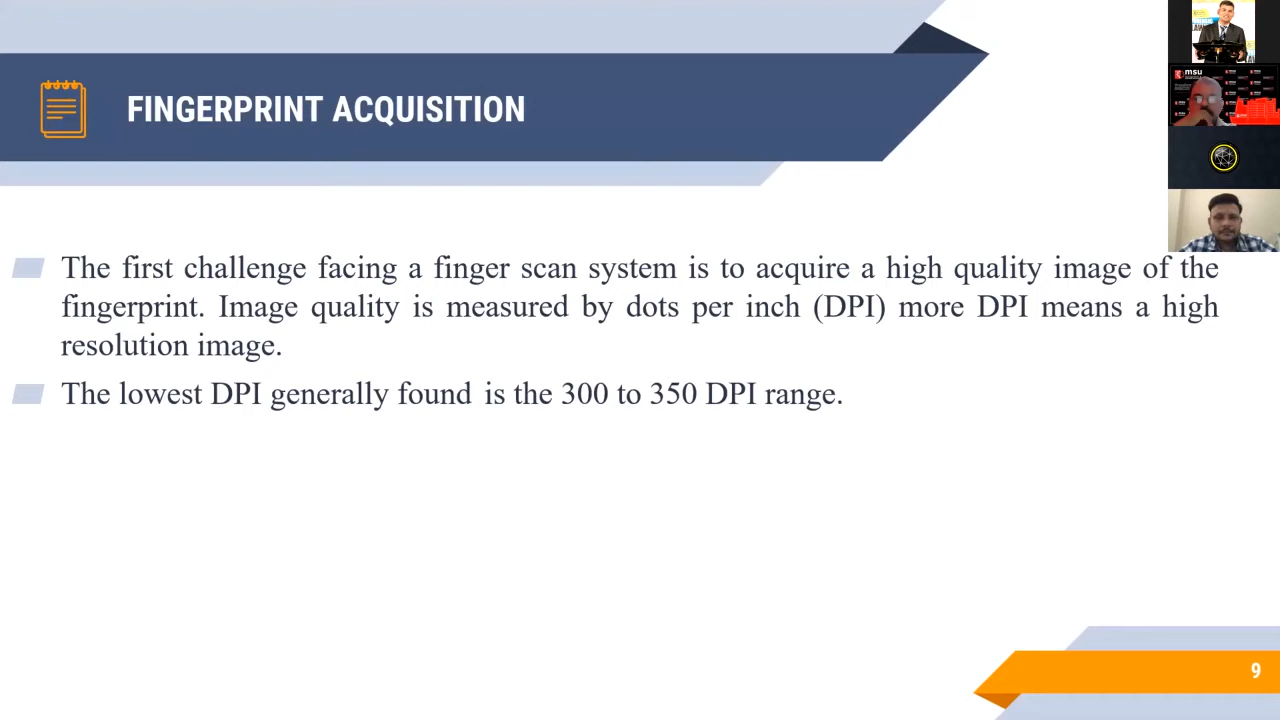 FINGERPRINT ACQUISITION
msu
The first challenge facing a finger scan system is to acquire a high quality image of the
fingerprint. Image quality is measured by dots per inch (DPI) more DPI means a high
resolution image.
The lowest DPI generally found is the 300 to 350 DPI range.
9